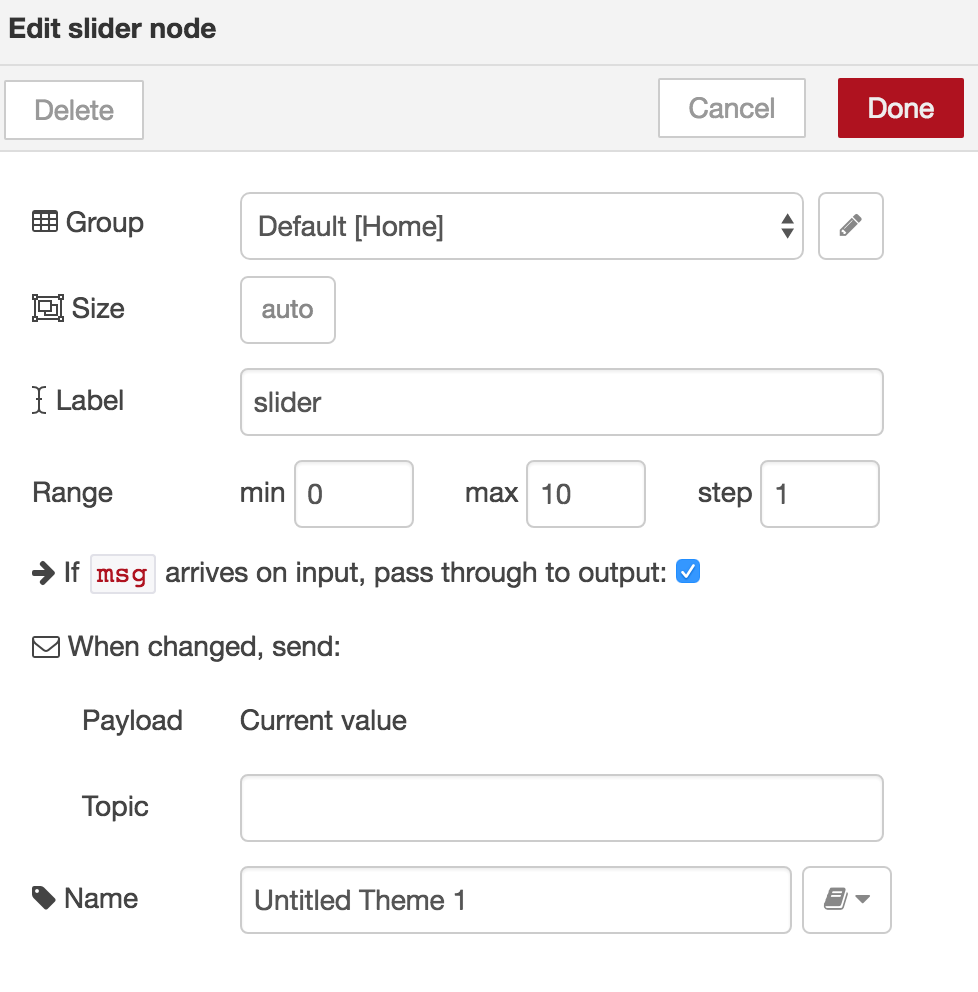 Edit slider node
Delete Cancel Done
Group Default [Home]
Size auto
Label slider
Range min 0 max 10 step 1
If msg arrives on input, pass through to output:
When changed, send:
Payload Current value
Topic
Name Untitled Theme 1